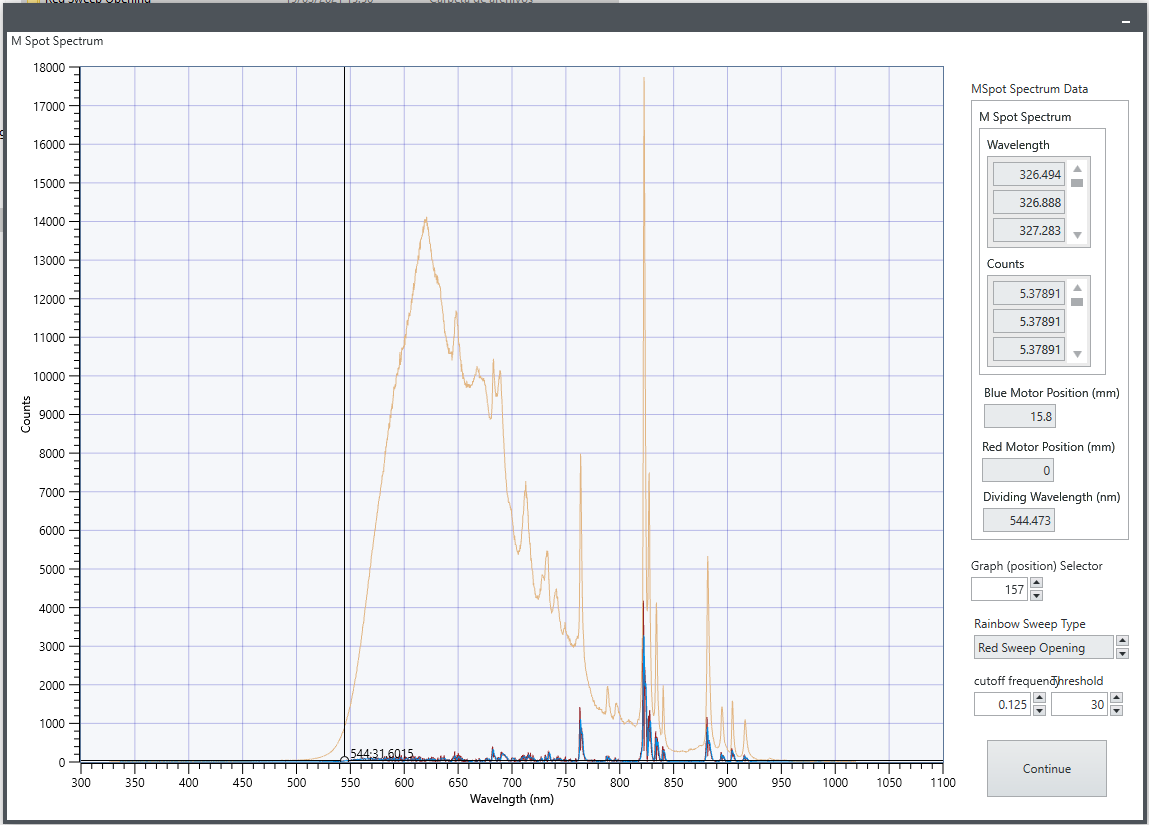 Red Sweep Opening
M Spot Spectrum
18000
17000
16000
15000
14000
13000
12000
11000
10000
9000
8000
7000
6000
5000
4000
3000
2000
1000
0
Counts
544:31.6015
300 350 400 450 500 550 600 650 700 750 800 850 900 950 1000 1050 1100
Wavelength (nm)
MSpot Spectrum Data
M Spot Spectrum
Wavelength
326.494
326.888
327.283
Counts
5.37891
5.37891
5.37891
Blue Motor Position (mm)
15.8
Red Motor Position (mm)
0
Dividing Wavelength (nm)
544.473
Graph (position) Selector
157
Rainbow Sweep Type
Red Sweep Opening
cutoff frequency Threshold
0.125 30
Continue